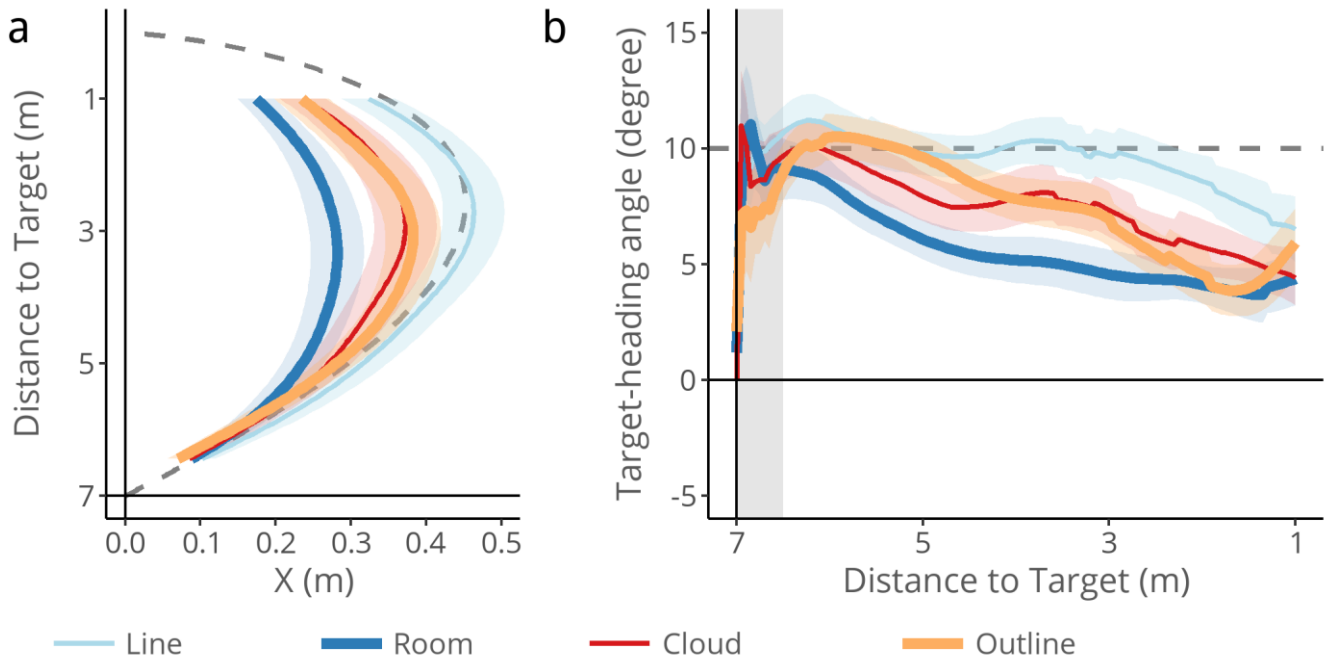 a
Distance to Target (m)
1
3
5
7
0.0 0.1 0.2 0.3 0.4 0.5
X (m)
b
Target-heading angle (degree)
15
10
5
0
-5
7 5 3 1
Distance to Target (m)
Line Room Cloud Outline